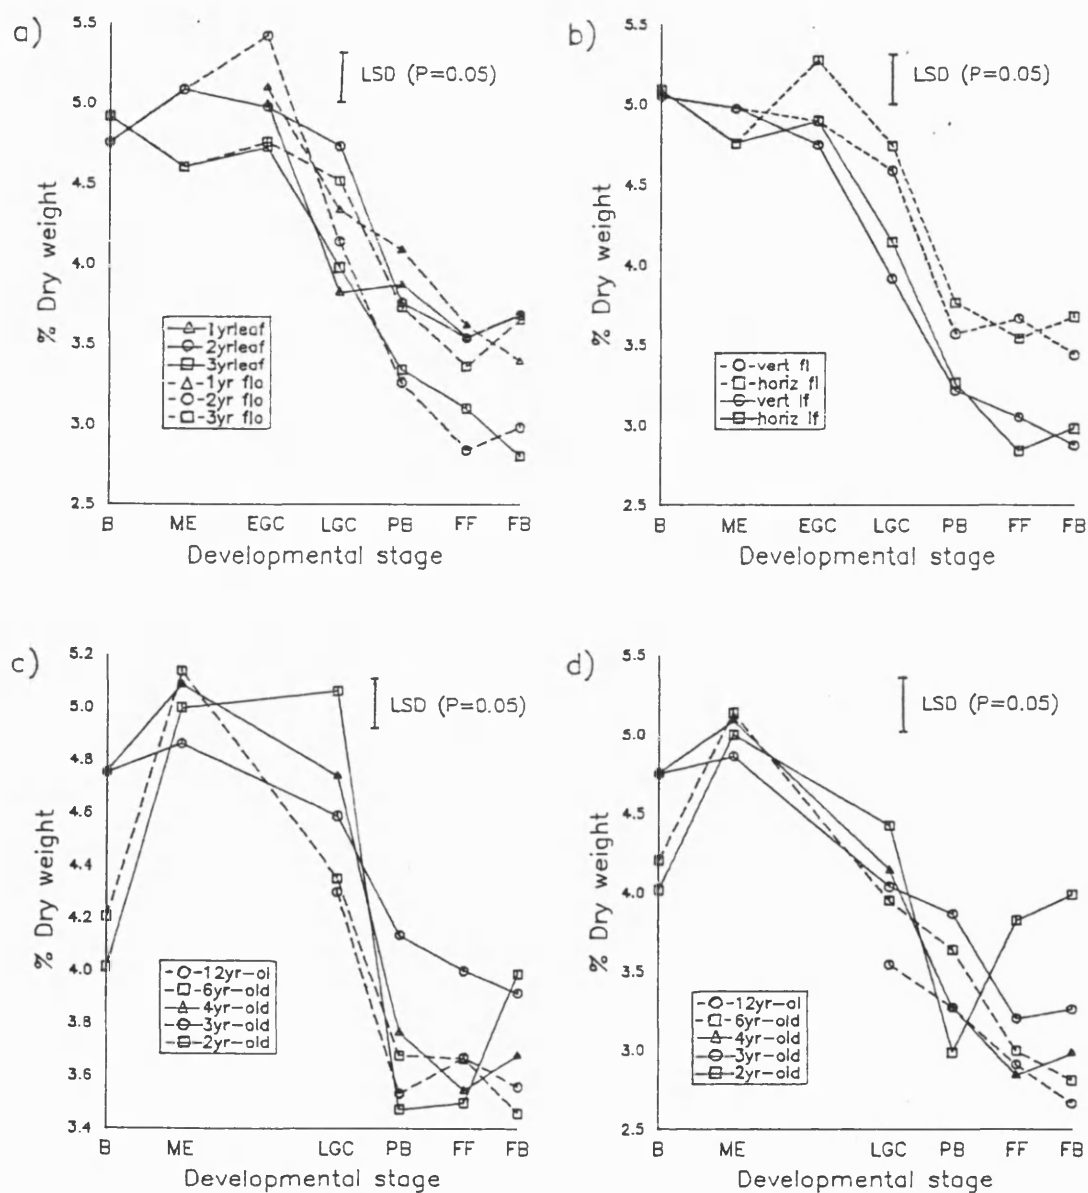 a)
5.5
5.0
4.5
4.0
3.5
3.0
2.5
% Dry weight
LSD (P=0.05)
1yrleaf
2yrleaf
3yrleaf
1yr flo
2yr flo
3yr flo
B ME EGC LGC PB FF FB
Developmental stage
b)
5.5
5.0
4.5
4.0
3.5
3.0
2.5
% Dry weight
LSD (P=0.05)
vert fl
horiz fl
vert lf
horiz lf
B ME EGC LGC PB FF FB
Developmental stage
c)
5.2
5.0
4.8
4.6
4.4
4.2
4.0
3.8
3.6
3.4
% Dry weight
LSD (P=0.05)
12yr-ol
6yr-old
4yr-old
3yr-old
2yr-old
B ME LGC PB FF FB
Developmental stage
d)
5.5
5.0
4.5
4.0
3.5
3.0
2.5
% Dry weight
LSD (P=0.05)
12yr-ol
6yr-old
4yr-old
3yr-old
2yr-old
B ME LGC PB FF FB
Developmental stage